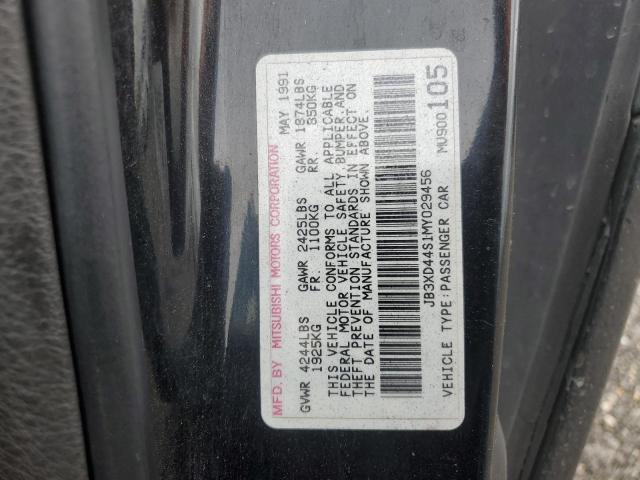 MFD. BY MITSUBISHI MOTORS CORPORATION MAY 1991
GVWR 4244LBS GAWR 2425LBS GAWR 1874LBS
1925KG FR. 1100KG RR. 850KG
THIS VEHICLE CONFORMS TO ALL APPLICABLE
FEDERAL MOTOR VEHICLE SAFETY, BUMPER, AND
THEFT PREVENTION STANDARDS IN EFFECT ON
THE DATE OF MANUFACTURE SHOWN ABOVE.
JB3XD44S1MY029456
VEHICLE TYPE: PASSENGER CAR MU900105